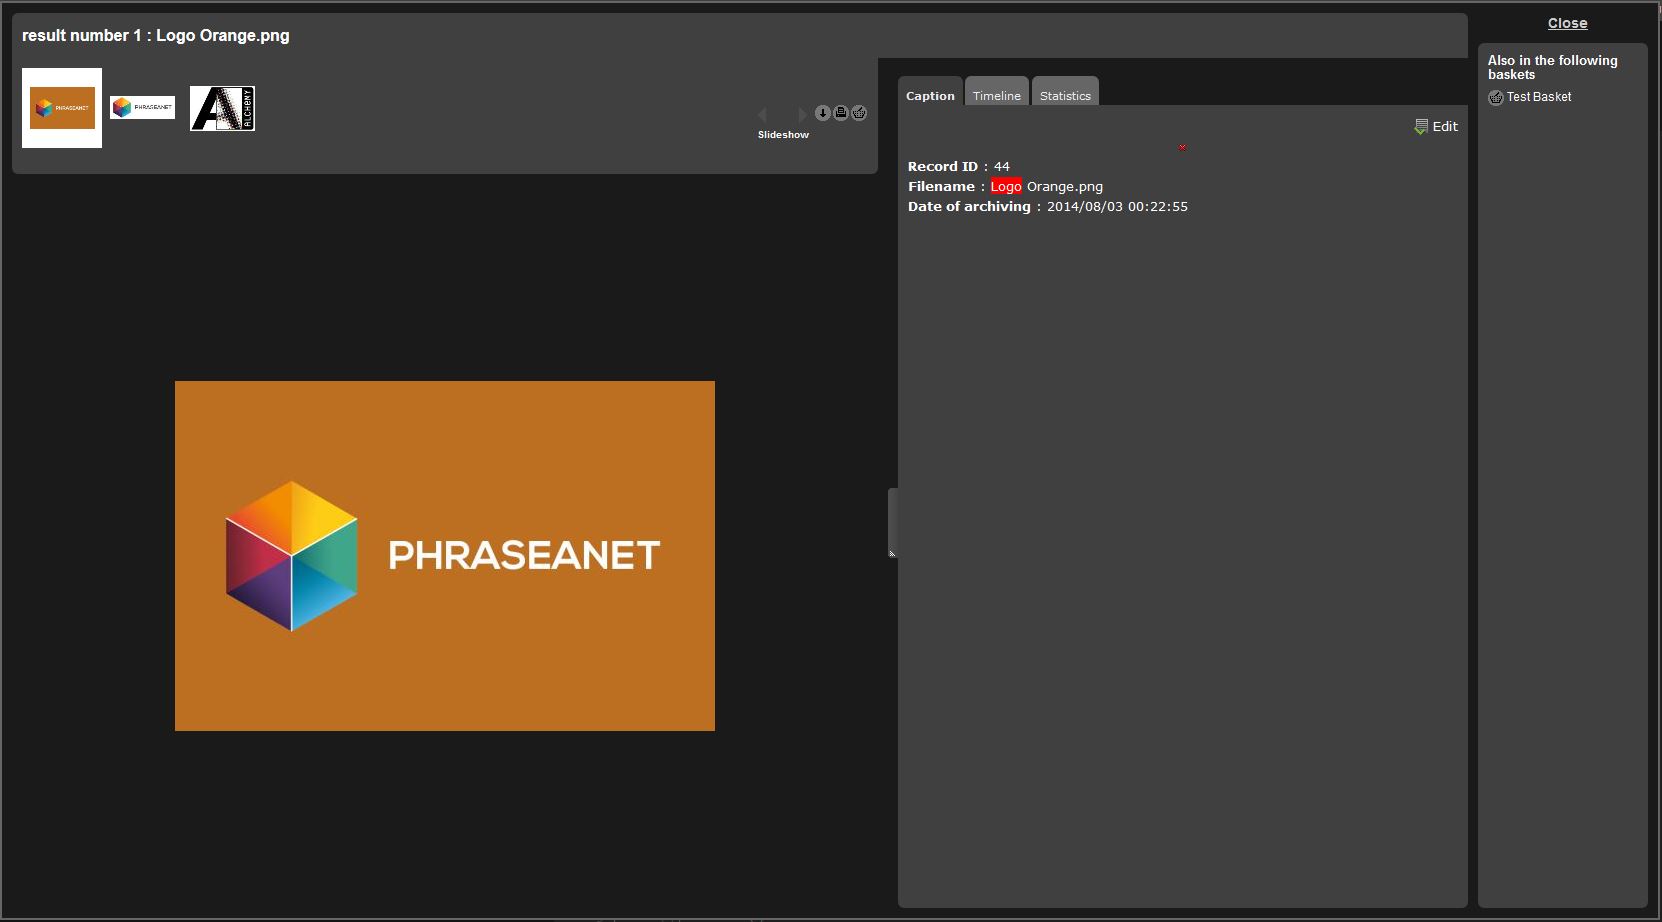 result number 1 : Logo Orange.png
Close
Also in the following
baskets
Test Basket
PHRASEANET
PHRASEANET
ALCHEMY
Slideshow
Caption
Timeline
Statistics
Edit
Record ID : 44
Filename : Logo Orange.png
Date of archiving : 2014/08/03 00:22:55
PHRASEANET